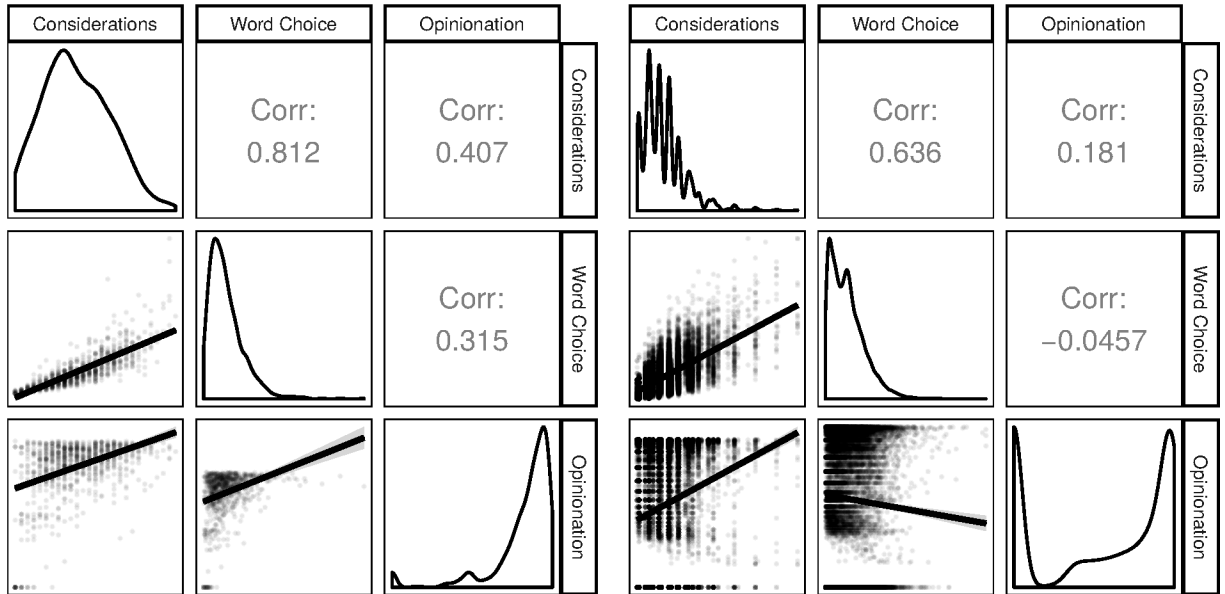 Considerations Word Choice Opinionation Considerations Word Choice Opinionation
Corr:
0.812
Corr:
0.407
Considerations
Corr:
0.636
Corr:
0.181
Considerations
Corr:
0.315
Word Choice
Corr:
−0.0457
Word Choice
Opinionation
Opinionation